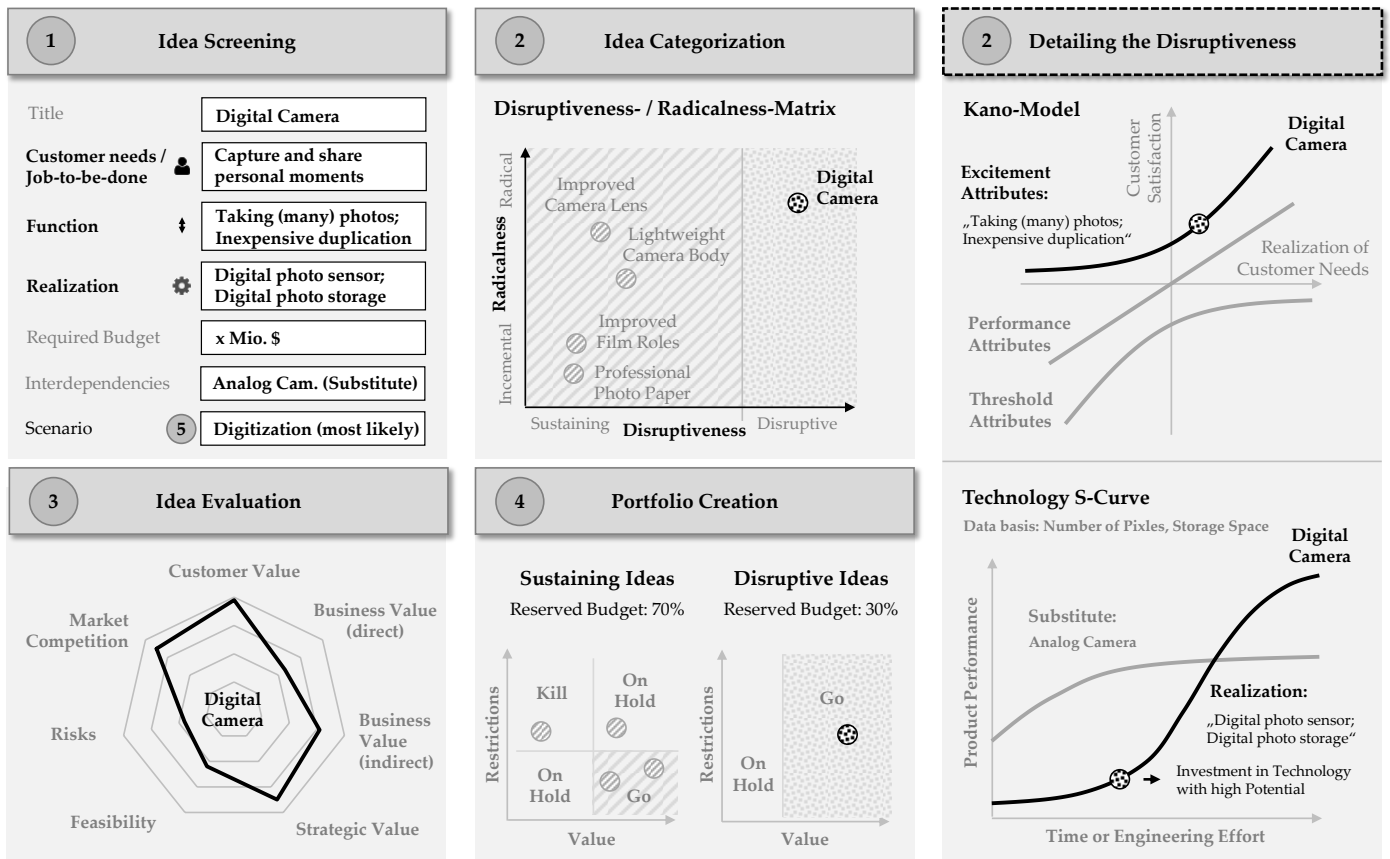 1
Idea Screening
Title
Digital Camera
Customer needs /
Job-to-be-done
Capture and share
personal moments
Function
Taking (many) photos;
Inexpensive duplication
Realization
Digital photo sensor;
Digital photo storage
Required Budget
x Mio. $
Interdependencies
Analog Cam. (Substitute)
Scenario
5
Digitization (most likely)
2
Idea Categorization
Disruptiveness- / Radicalness-Matrix
Radical
Radicalness
Incemental
Improved
Camera Lens
Lightweight
Camera Body
Improved
Film Roles
Professional
Photo Paper
Digital
Camera
Sustaining
Disruptiveness
Disruptive
2
Detailing the Disruptiveness
Kano-Model
Customer
Satisfaction
Digital
Camera
Excitement
Attributes:
„Taking (many) photos;
Inexpensive duplication“
Realization of
Customer Needs
Performance
Attributes
Threshold
Attributes
Technology S-Curve
Data basis: Number of Pixles, Storage Space
Digital
Camera
Product Performance
Substitute:
Analog Camera
Realization:
„Digital photo sensor;
Digital photo storage“
Investment in Technology
with high Potential
Time or Engineering Effort
3
Idea Evaluation
Customer Value
Business Value
(direct)
Market
Competition
Digital
Camera
Risks
Business
Value
(indirect)
Feasibility
Strategic Value
4
Portfolio Creation
Sustaining Ideas
Reserved Budget: 70%
Restrictions
Kill
On
Hold
On
Hold
Go
Value
Disruptive Ideas
Reserved Budget: 30%
Restrictions
Go
On
Hold
Value